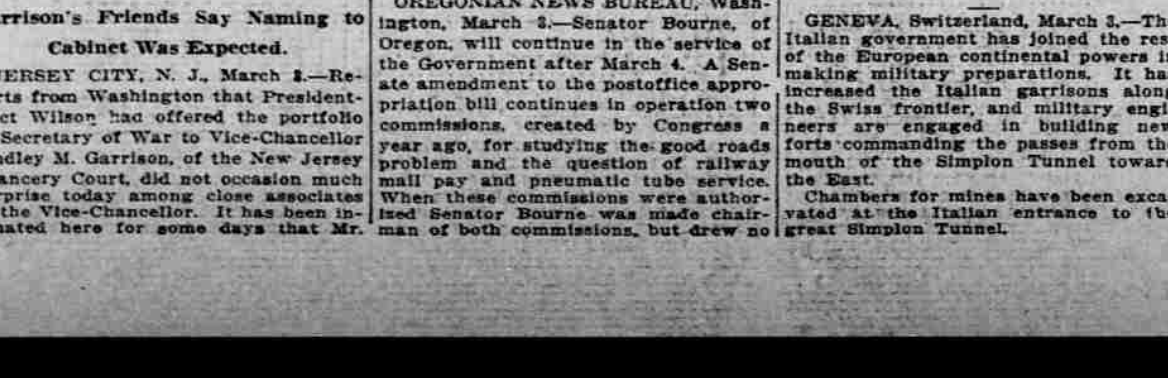 rrison's Friends Say Naming to
Cabinet Was Expected.
ERSEY CITY, N. J., March 3.—Re-
rts from Washington that President-
ct Wilson had offered the portfolio
Secretary of War to Vice-Chancellor
dley M. Garrison, of the New Jersey
ancery Court, did not occasion much
rprise today among close associates
the Vice-Chancellor. It has been in-
ated here for some days that Mr.
OREGONIAN NEWS BUREAU, Wash-
ington, March 3.—Senator Bourne, of
Oregon, will continue in the service of
the Government after March 4. A Sen-
ate amendment to the postoffice appro-
priation bill continues in operation two
commissions, created by Congress a
year ago, for studying the good roads
problem and the question of railway
mail pay and pneumatic tube service.
When these commissions were author-
ized Senator Bourne was made chair-
man of both commissions, but drew no
GENEVA, Switzerland, March 3.—Th
Italian government has joined the res
of the European continental powers i
making military preparations. It ha
increased the Italian garrisons along
the Swiss frontier, and military engi
neers are engaged in building new
forts commanding the passes from the
mouth of the Simplon Tunnel toward
the East.
Chambers for mines have been exca
vated at the Italian entrance to the
great Simplon Tunnel.